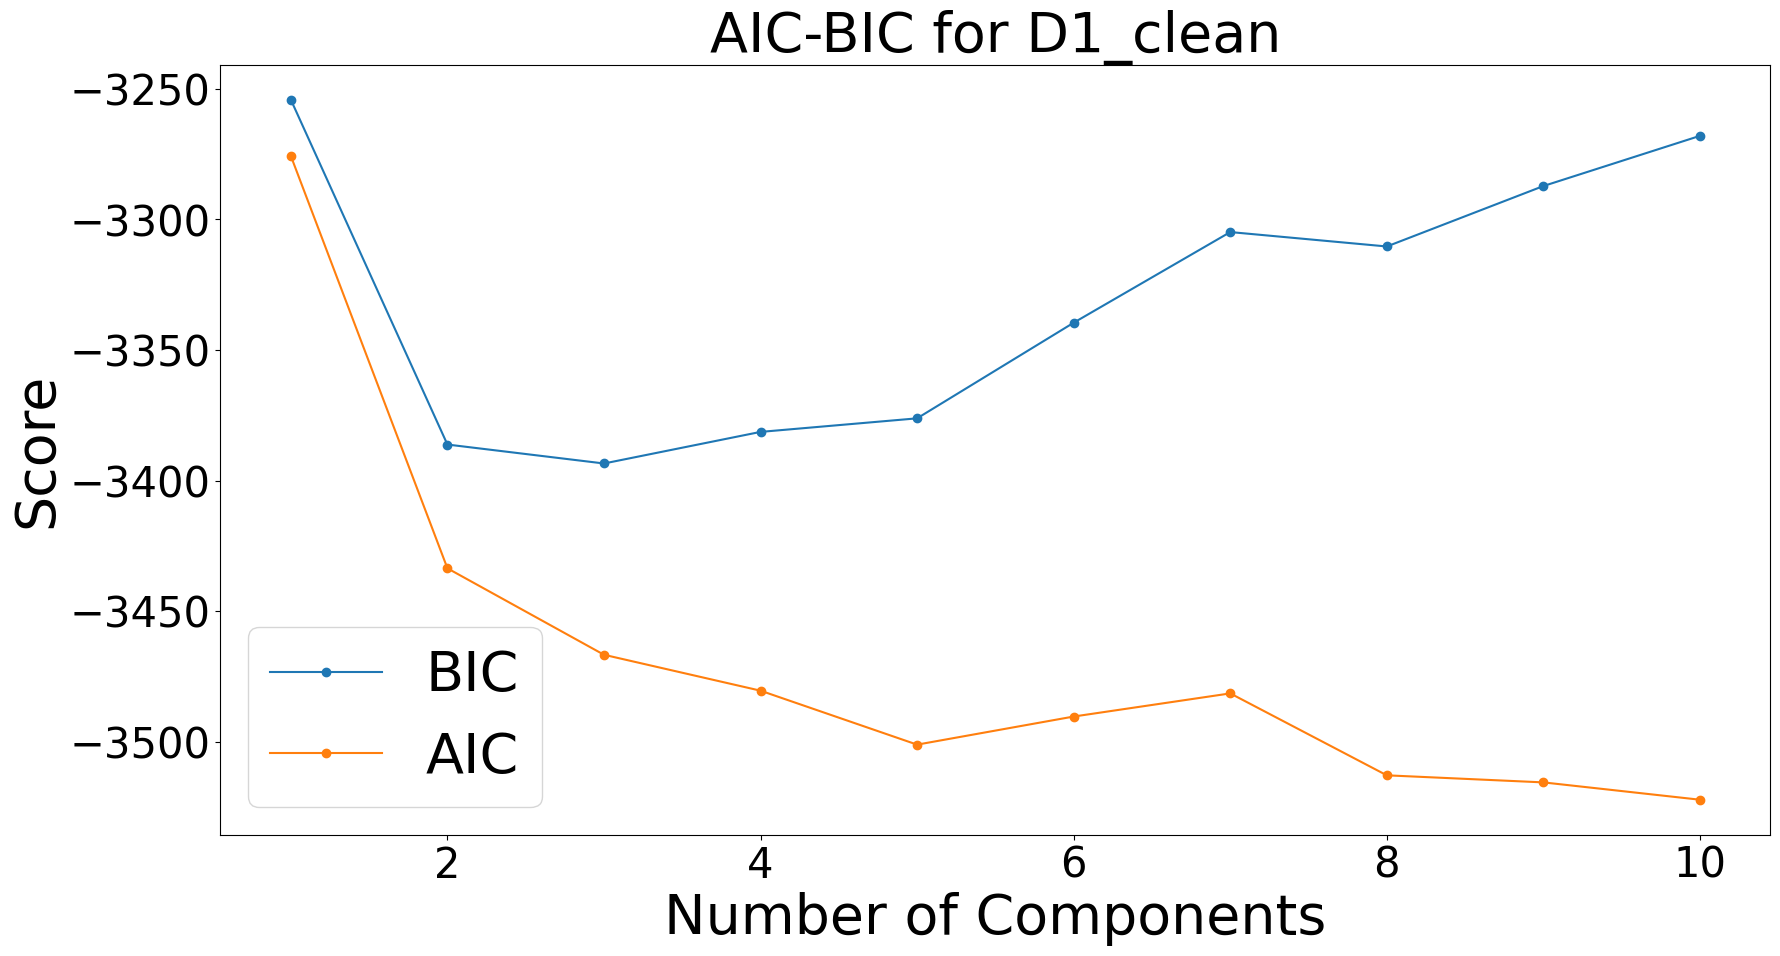 AIC-BIC for D1_clean
−3250
−3300
−3350
−3400
−3450
−3500
Score
BIC
AIC
2 4 6 8 10
Number of Components